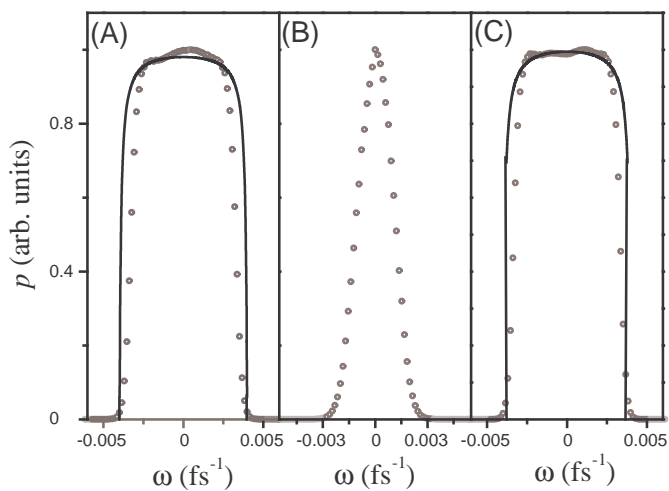 (A) (B) (C)
0.8
0.4
0
p (arb. units)
-0.005 0 0.005 -0.003 0 0.003 -0.005 0 0.005
ω (fs-1) ω (fs-1) ω (fs-1)